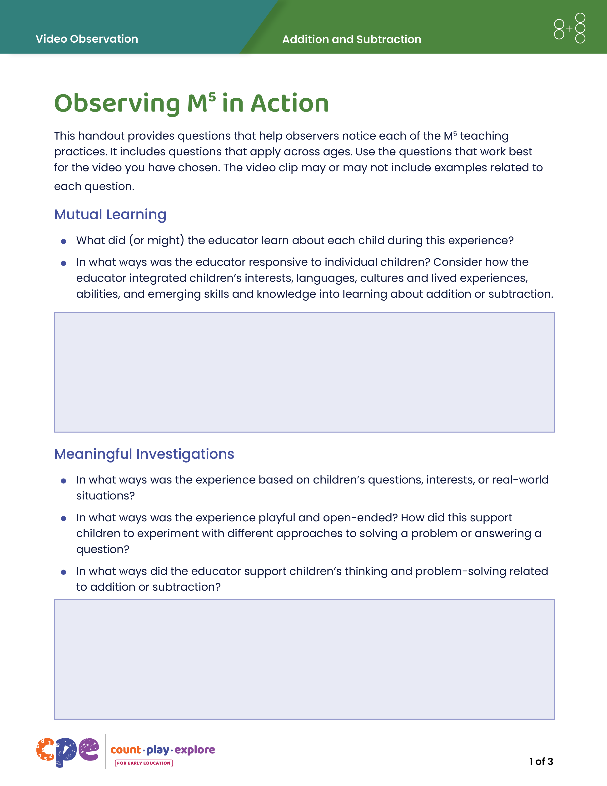 Video Observation
Addition and Subtraction
Observing M⁵ in Action
This handout provides questions that help observers notice each of the M⁵ teaching
practices. It includes questions that apply across ages. Use the questions that work best
for the video you have chosen. The video clip may or may not include examples related to
each question.
Mutual Learning
• What did (or might) the educator learn about each child during this experience?
• In what ways was the educator responsive to individual children? Consider how the
educator integrated children’s interests, languages, cultures and lived experiences,
abilities, and emerging skills and knowledge into learning about addition or subtraction.
Meaningful Investigations
• In what ways was the experience based on children’s questions, interests, or real-world
situations?
• In what ways was the experience playful and open-ended? How did this support
children to experiment with different approaches to solving a problem or answering a
question?
• In what ways did the educator support children’s thinking and problem-solving related
to addition or subtraction?
cpe
count·play·explore
FOR EARLY EDUCATION
1 of 3